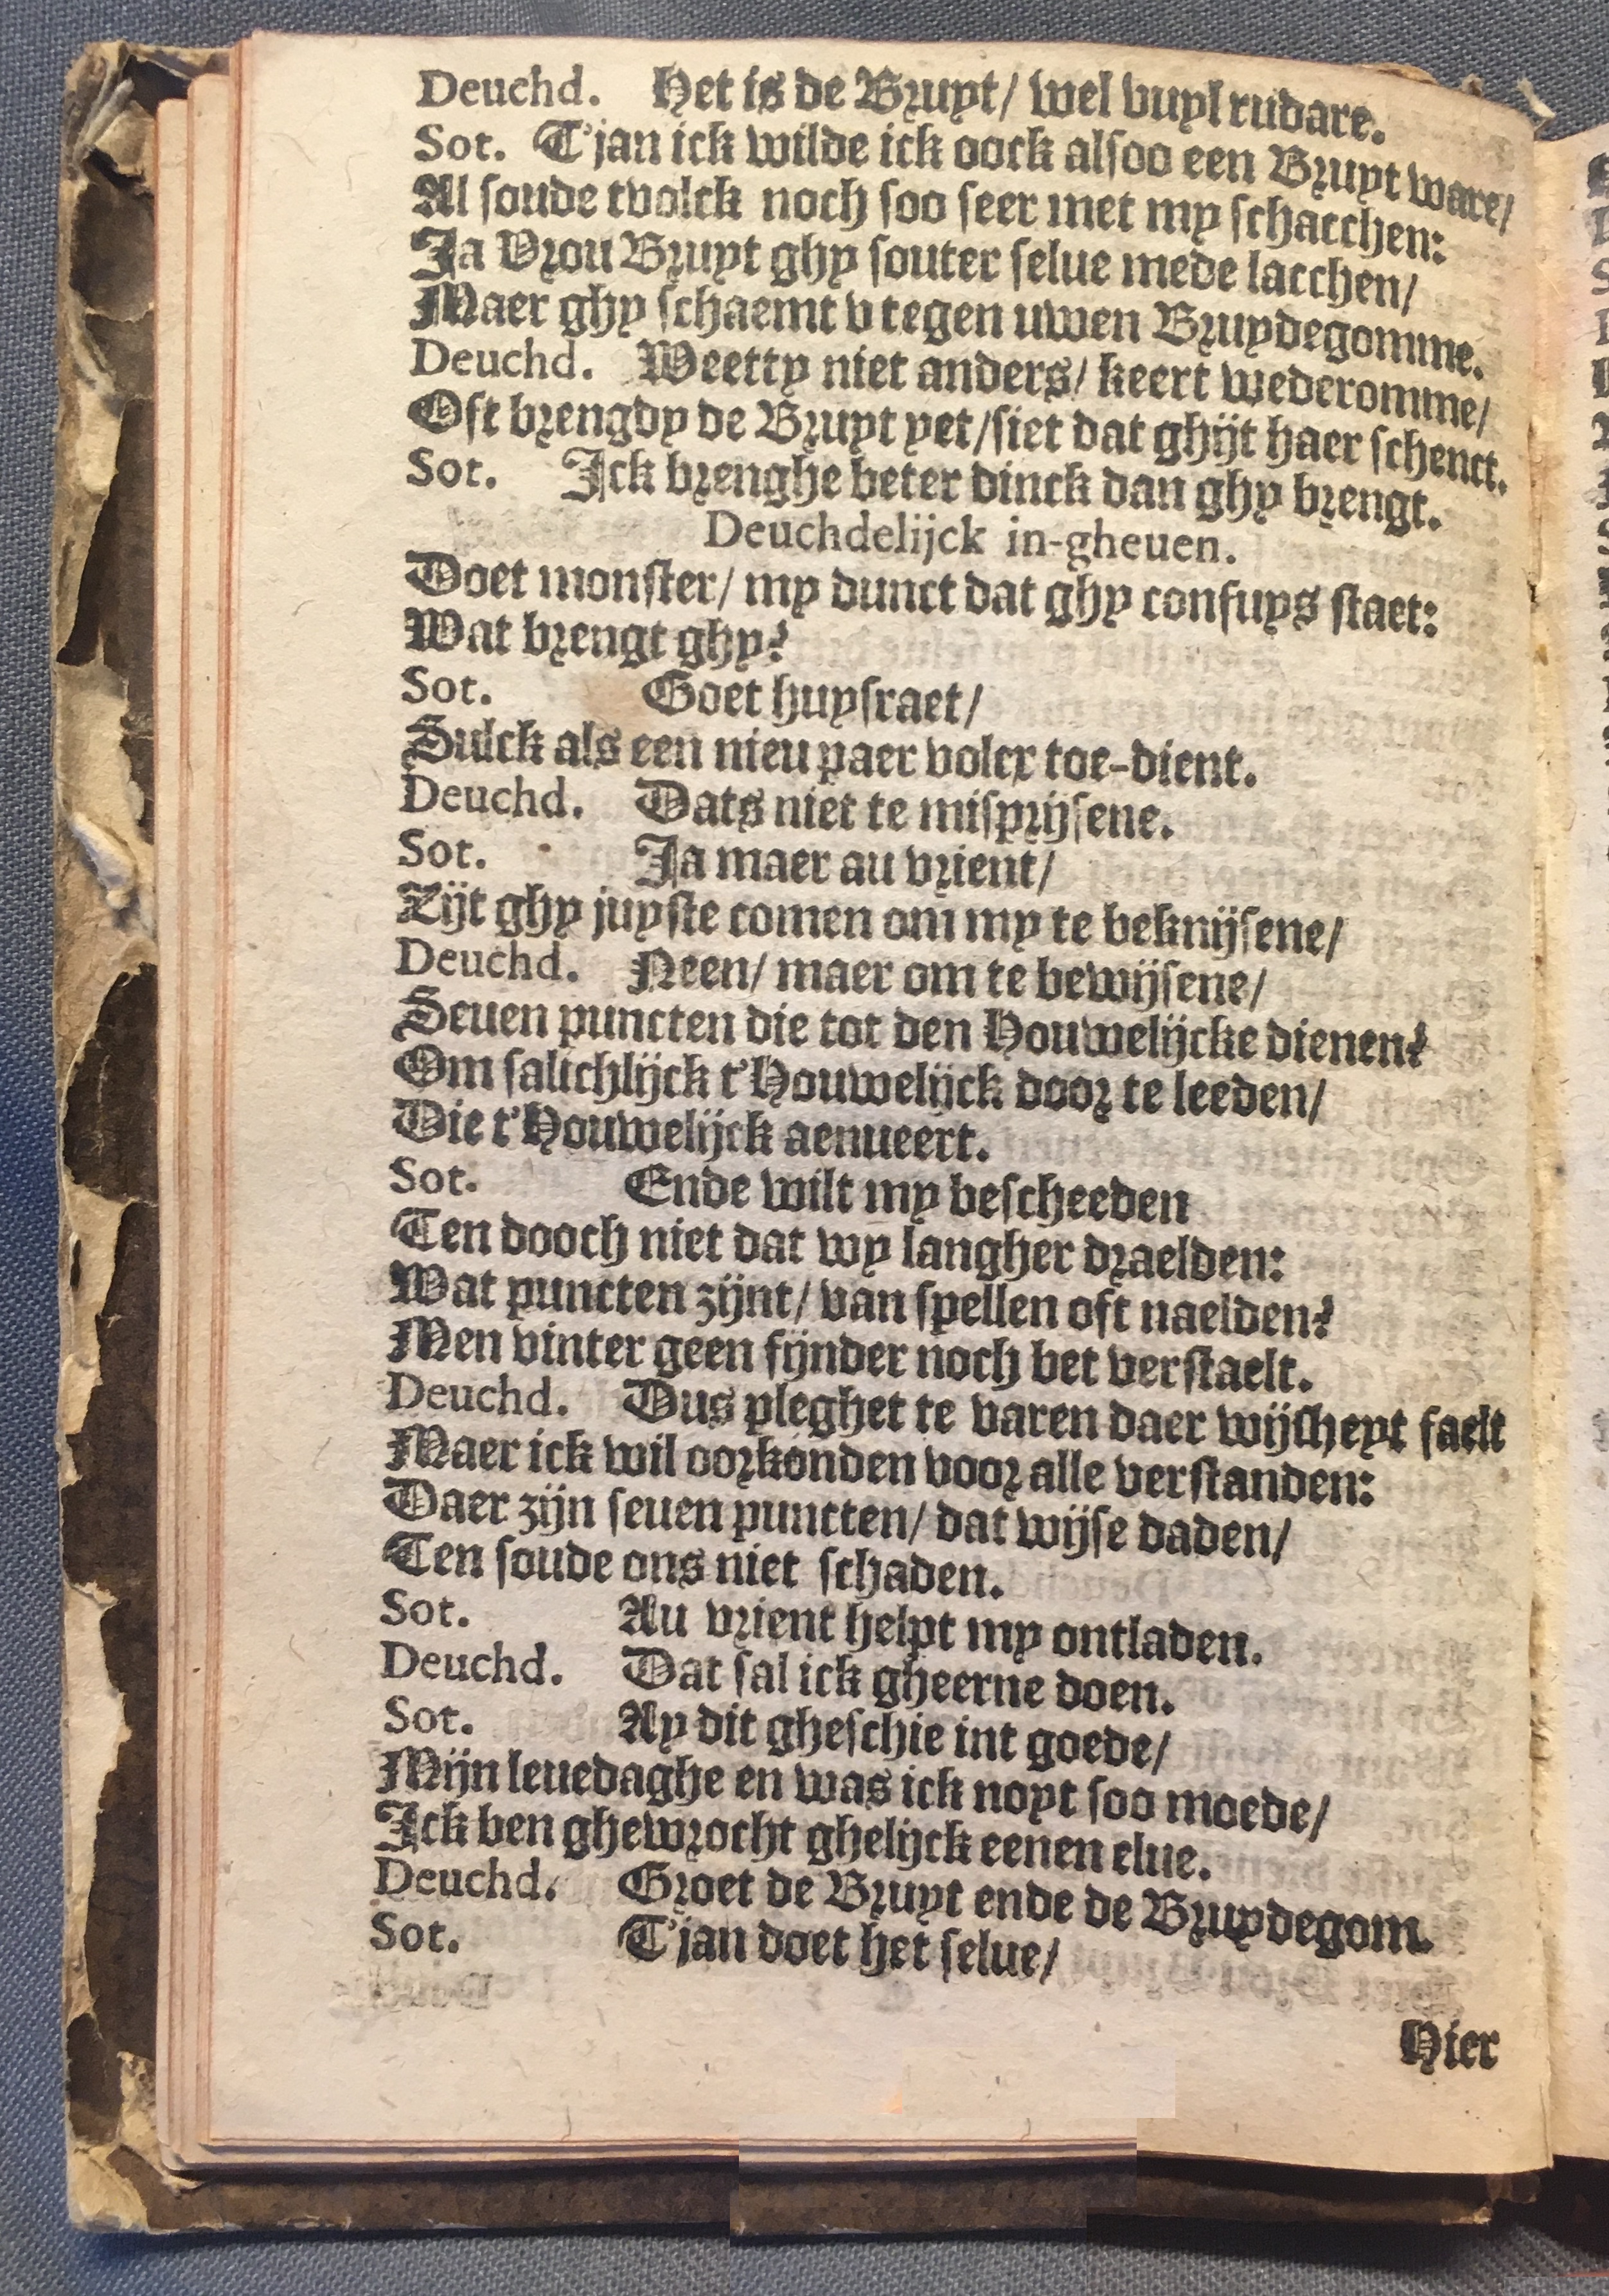 Deuchd. Het is de Bruyt/ wel vuyl rudare.
Sot. T'jan ick wilde ick oock alsoo een Bruyt ware/
Al soude tvolck noch soo seer met my schacchen:
Ja Vrou Bruyt ghy souter selue mede lacchen/
Maer ghy schaemt v tegen uwen Bruydegomme.
Deuchd. Weetty niet anders/ keert wederomme/
Oft brengdy de Bruyt yet/siet dat ghijt haer schenct.
Sot. Ick brenghe beter dinck dan ghy brengt.
Deuchdelijck in-gheuen.
Doet monster/ my dunct dat ghy confuys staet:
Wat brengt ghy?
Sot. Goet huysraet/
Sulck als een nieu paer volcx toe-dient.
Deuchd. Dats niet te misprijsene.
Sot. Ja maer au vrient/
Zijt ghy juyste comen om my te beknijsene/
Deuchd. Neen/ maer om te bewijsene/
Seuen puncten die tot den Houwelijcke dienen?
Om salichlijck t'Houwelijck door te leeden/
Die t'Houwelijck aenueert.
Sot. Ende wilt my bescheeden
Ten dooch niet dat wy langher draelden:
Wat puncten zijnt/ van spellen oft naelden?
Men vinter geen fijnder noch bet verstaelt.
Deuchd. Dus pleghet te varen daer wijsheyt faelt
Maer ick wil oorkonden voor alle verstanden:
Daer zijn seuen puncten/ dat wijse daden/
Ten soude ons niet schaden.
Sot. Au vrient helpt my ontladen.
Deuchd. Dat sal ick gheerne doen.
Sot. Ay dit gheschie int goede/
Mijn leuedaghe en was ick noyt soo moede/
Ick ben ghewrocht ghelijck eenen elue.
Deuchd. Groet de Bruyt ende de Bruydegom.
Sot. T'jan doet het selue/
Hier